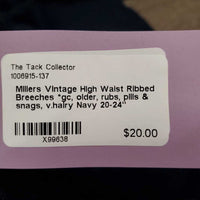 The Tack Collector
1006915-137
Millers Vintage High Waist Ribbed
Breeches *gc, older, rubs, pills &
snags, v.hairy Navy 20-24"
$20.00
X99638